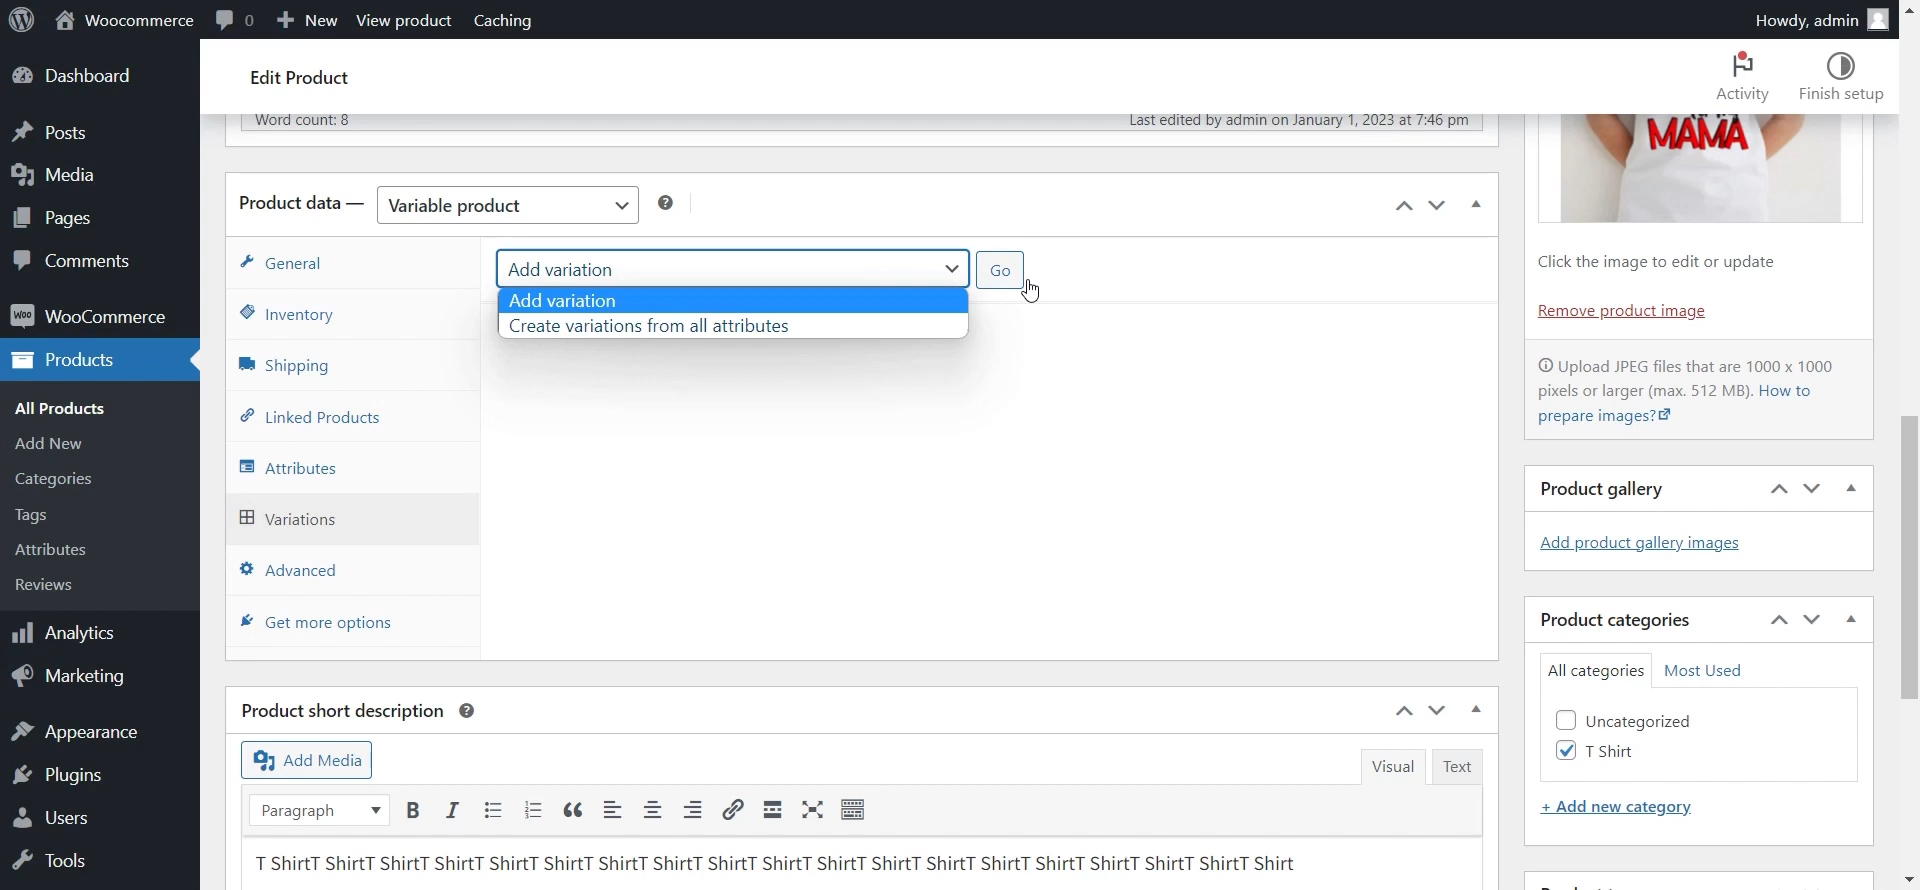 Woocommerce 0 New View product Caching Howdy, admin
Dashboard
Posts
Media
Pages
Comments
WooCommerce
Products
All Products
Add New
Categories
Tags
Attributes
Reviews
Analytics
Marketing
Appearance
Plugins
Users
Tools
Edit Product
Activity Finish setup
Word count: 8 Last edited by admin on January 1, 2023 at 7:46 pm
Product data — Variable product
General
Inventory
Shipping
Linked Products
Attributes
Variations
Advanced
Get more options
Add variation Go
Add variation
Create variations from all attributes
Product short description
Add Media Visual Text
Paragraph
T ShirtT ShirtT ShirtT ShirtT ShirtT ShirtT ShirtT ShirtT ShirtT ShirtT ShirtT ShirtT ShirtT ShirtT ShirtT ShirtT ShirtT ShirtT Shirt
MAMA
Click the image to edit or update
Remove product image
Upload JPEG files that are 1000 x 1000
pixels or larger (max. 512 MB). How to
prepare images?
Product gallery
Add product gallery images
Product categories
All categories Most Used
Uncategorized
T Shirt
+ Add new category